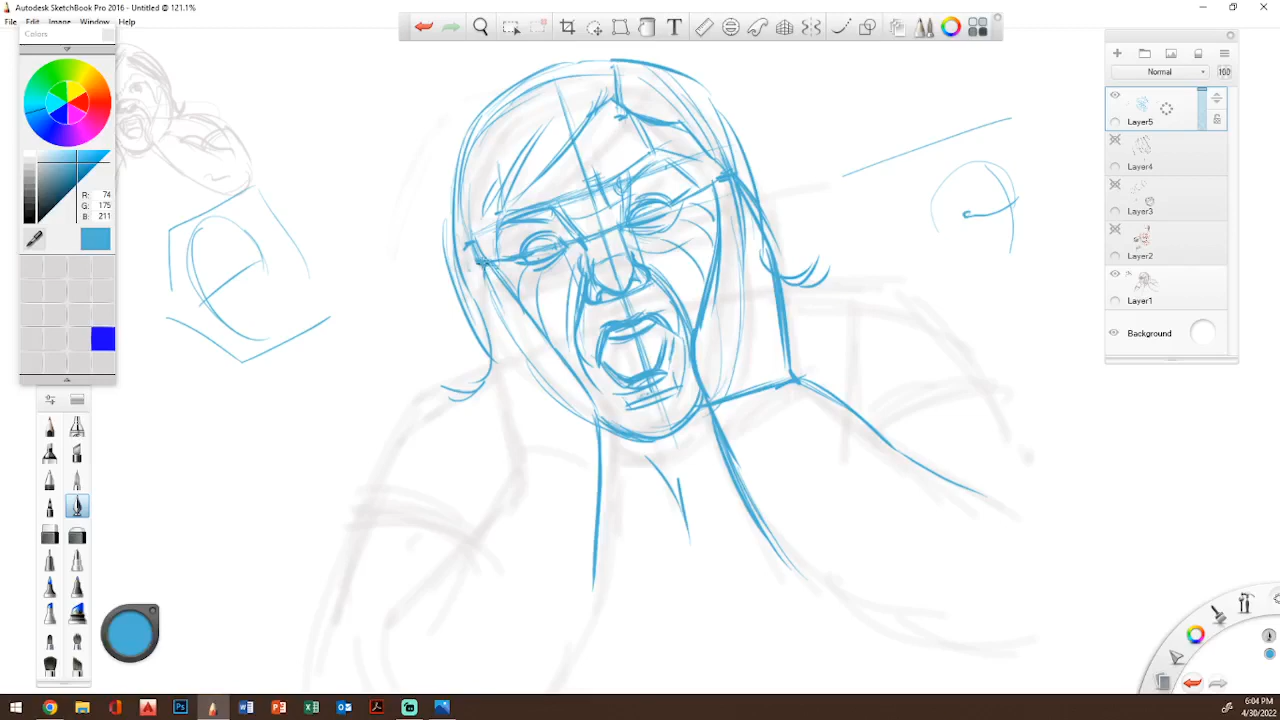 Autodesk SketchBook Pro 2016 - Untitled @ 121.1%
File Edit Image Window Help
Colors
R: 74
G: 175
B: 211
T
Normal
100
Layer5
Layer4
Layer3
Layer2
Layer1
Background
6:04 PM
4/30/2022